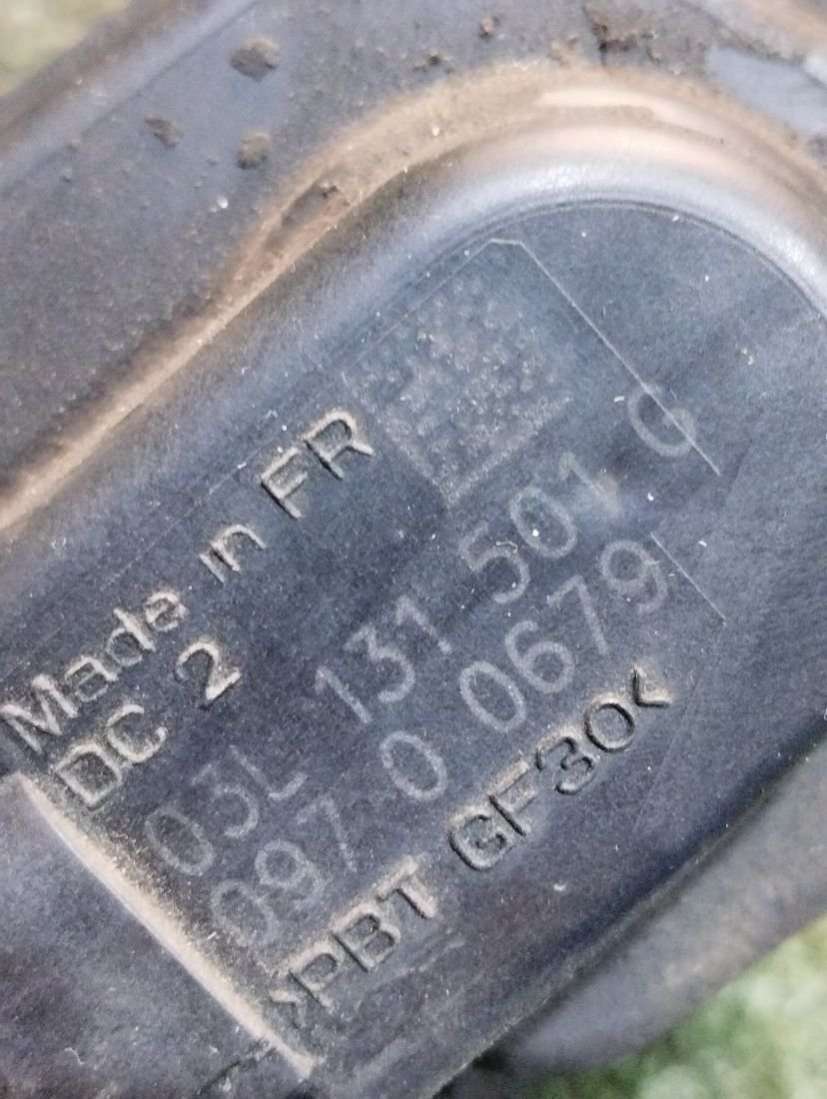 Made in FR
DC 2
03L 131 501 G
097 0 0679
>PBT GF30<